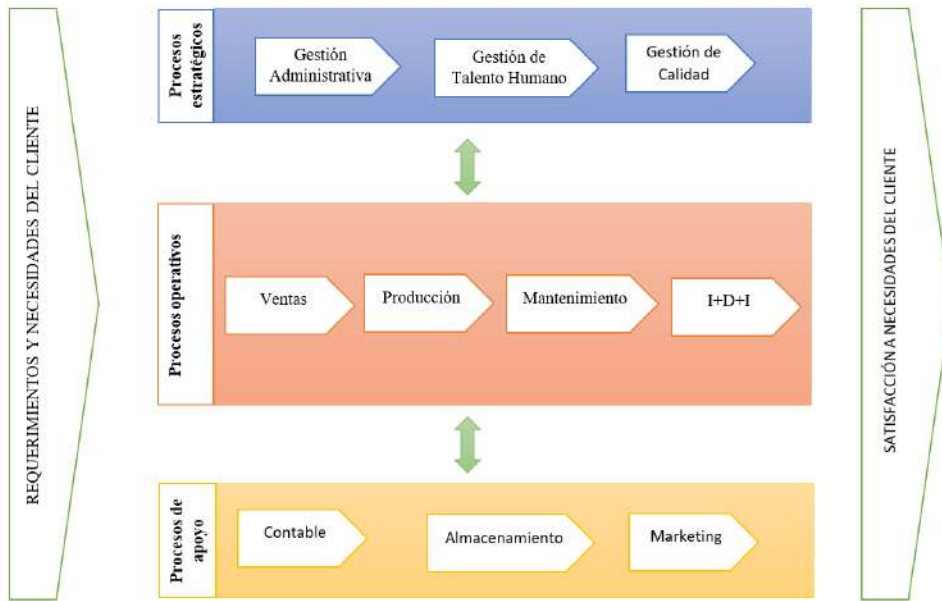 REQUERIMIENTOS Y NECESIDADES DEL CLIENTE
Procesos
estratégicos
Gestión
Administrativa
Gestión de
Talento Humano
Gestión de
Calidad
Procesos operativos
Ventas
Producción
Mantenimiento
I+D+I
Procesos de
apoyo
Contable
Almacenamiento
Marketing
SATISFACCIÓN A NECESIDADES DEL CLIENTE